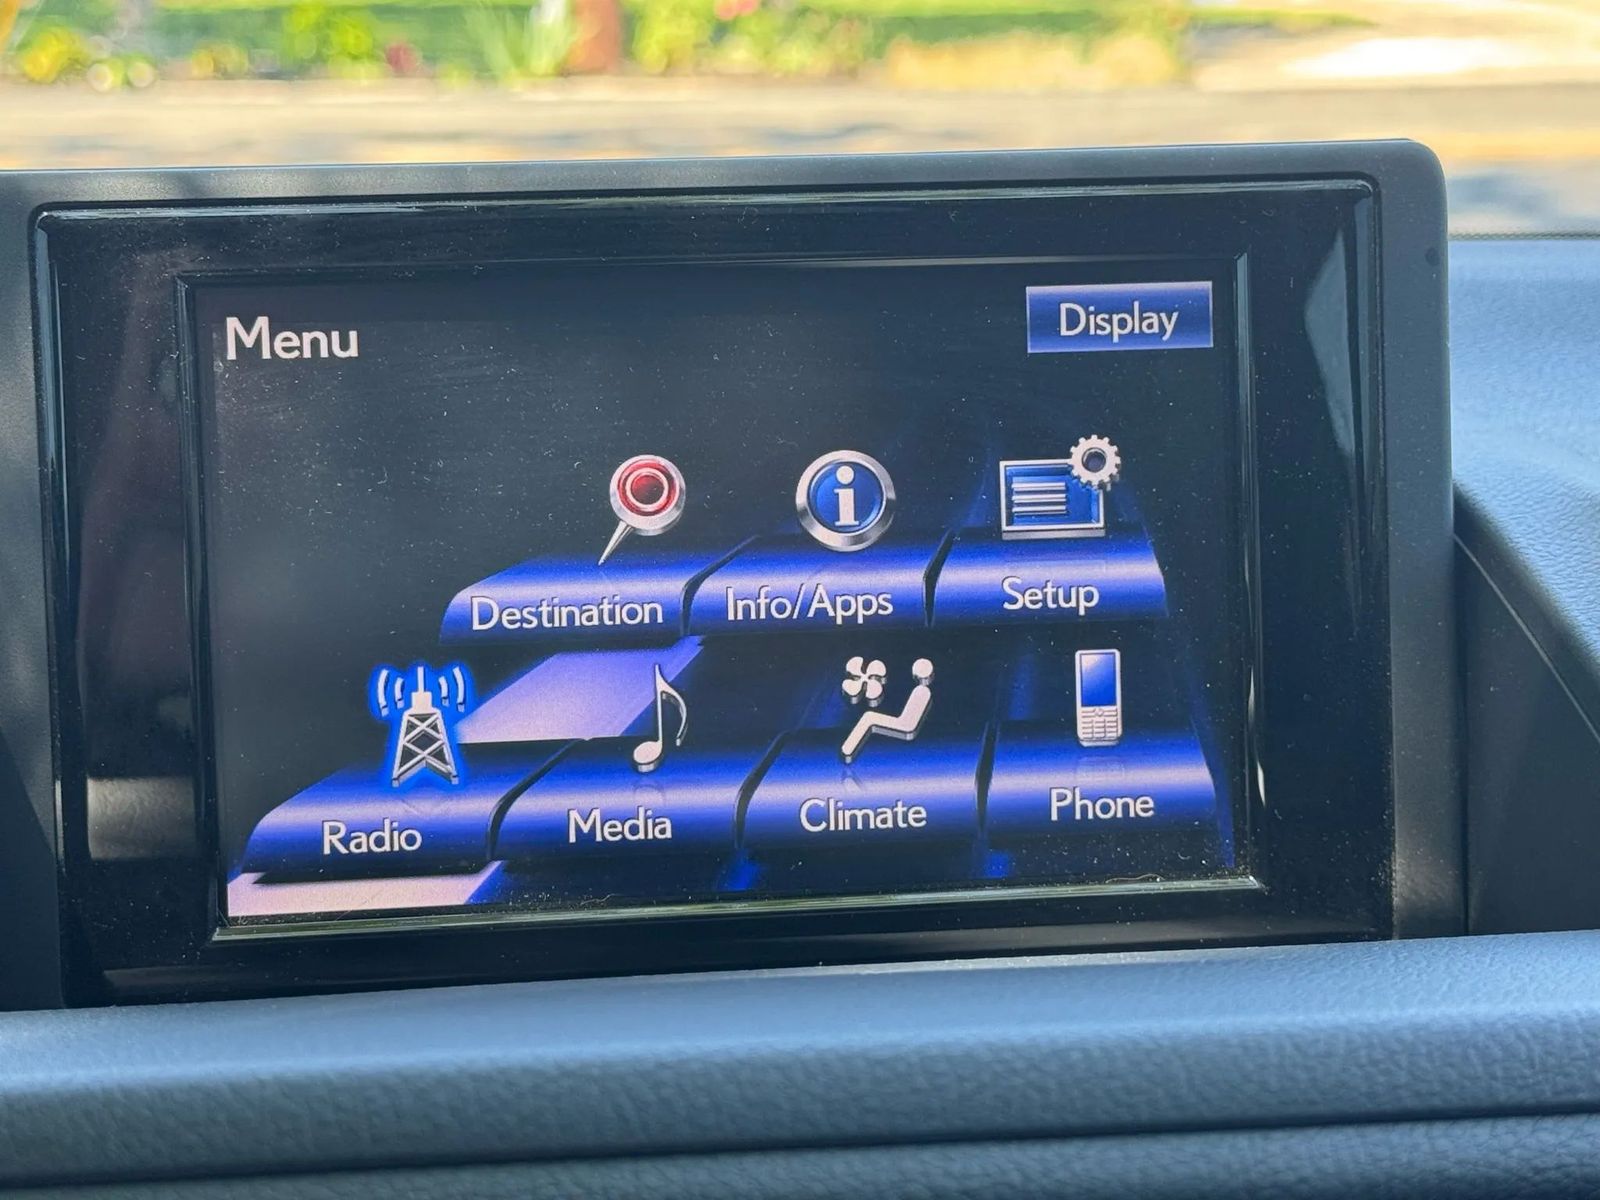 Menu
Display
Destination
Info/Apps
Setup
Radio
Media
Climate
Phone